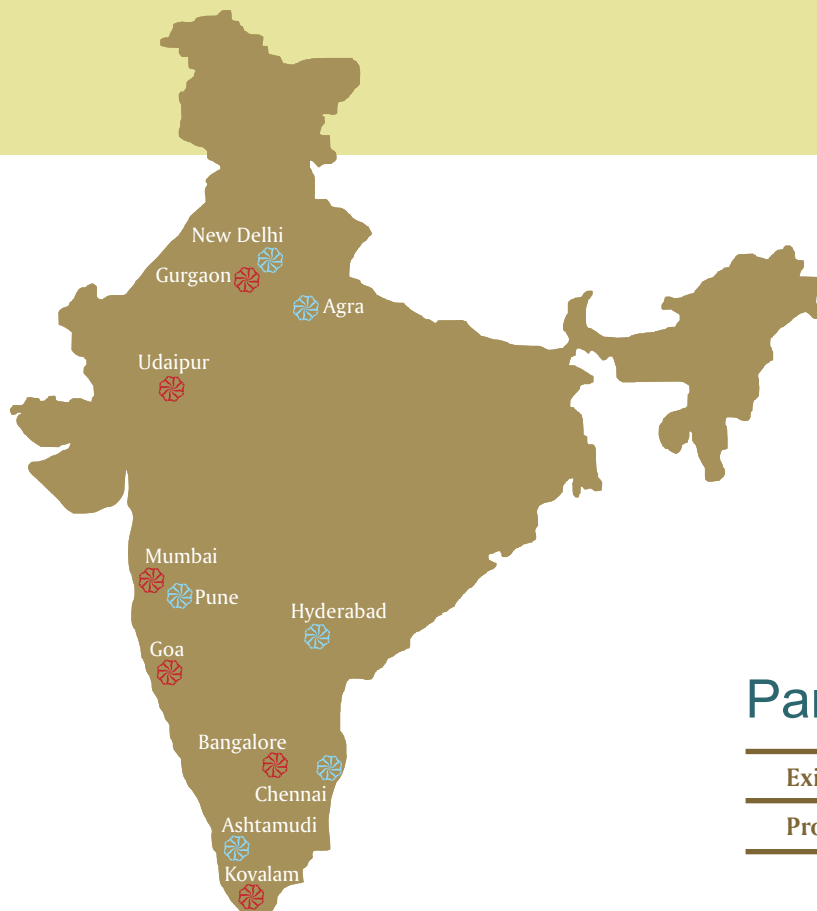 New Delhi
Gurgaon
Agra
Udaipur
Mumbai
Pune
Hyderabad
Goa
Bangalore
Chennai
Ashtamudi
Kovalam